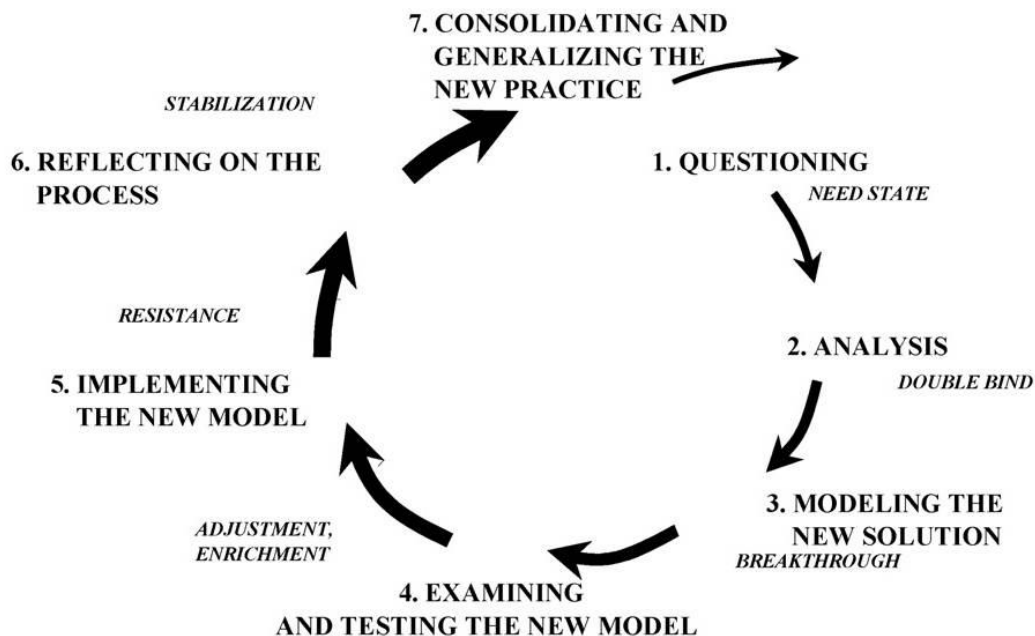 7. CONSOLIDATING AND
GENERALIZING THE
NEW PRACTICE
STABILIZATION
6. REFLECTING ON THE
PROCESS
1. QUESTIONING
NEED STATE
RESISTANCE
2. ANALYSIS
DOUBLE BIND
5. IMPLEMENTING
THE NEW MODEL
3. MODELING THE
NEW SOLUTION
BREAKTHROUGH
ADJUSTMENT,
ENRICHMENT
4. EXAMINING
AND TESTING THE NEW MODEL